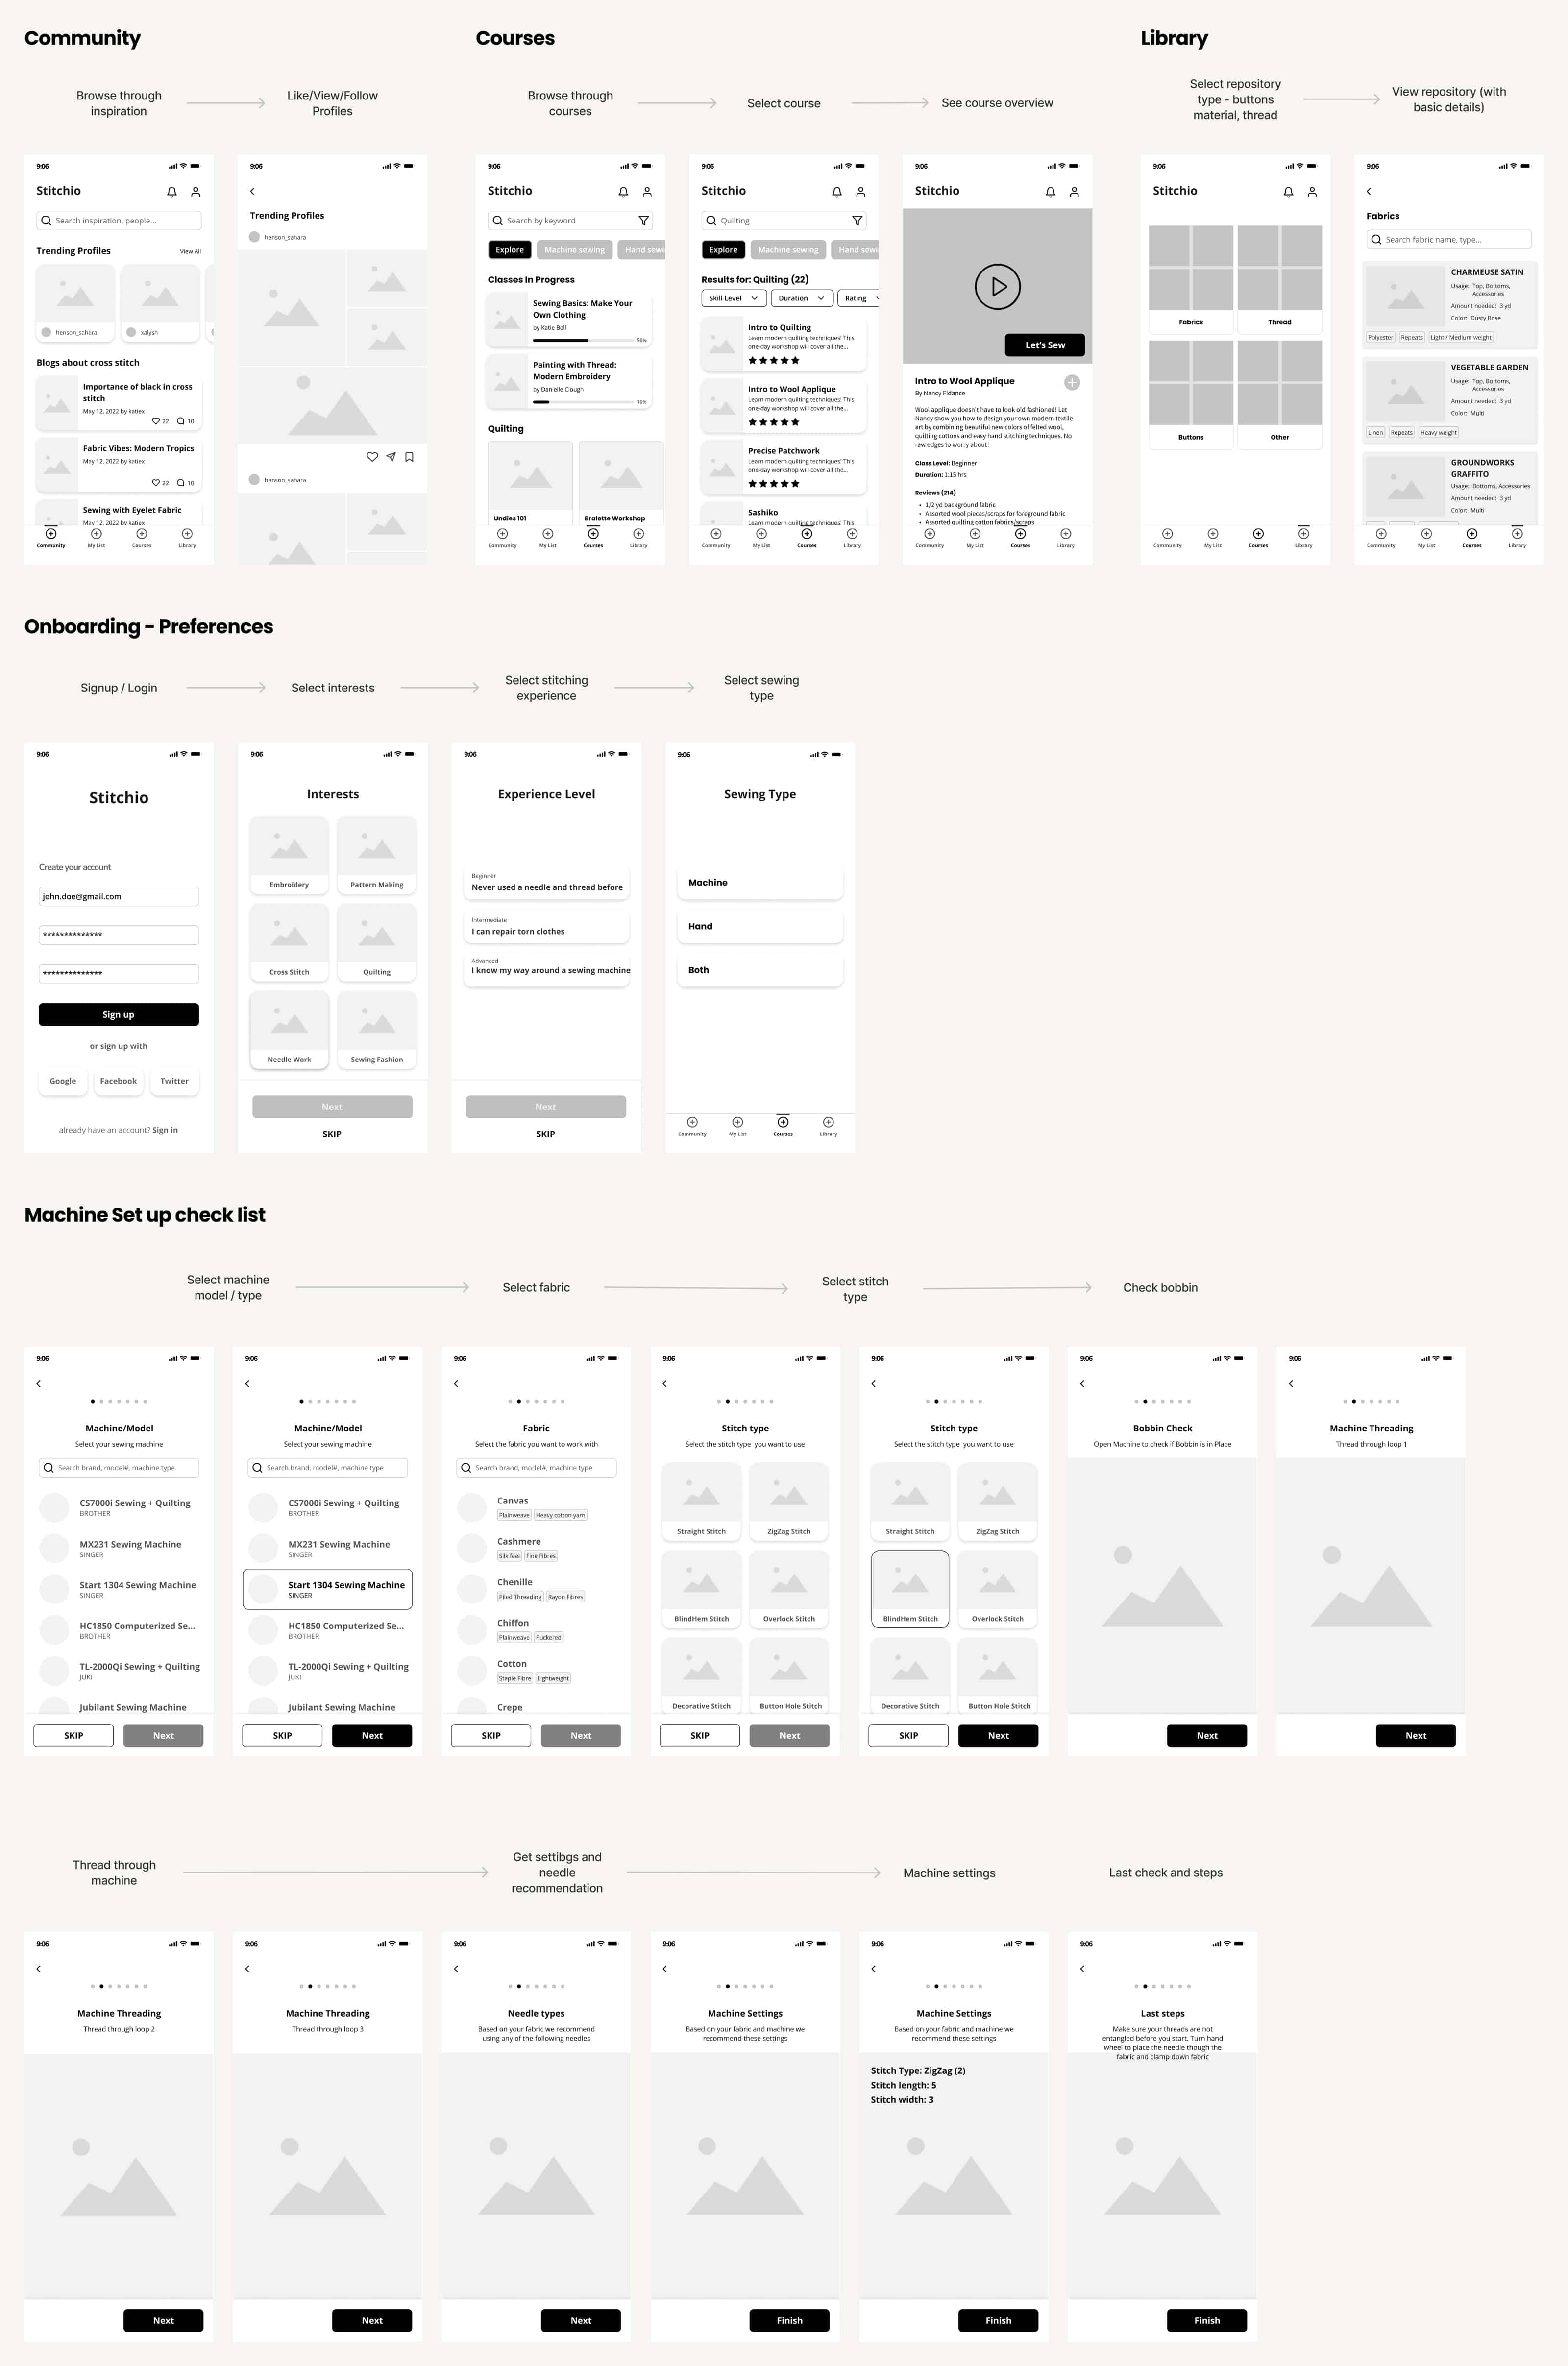 Community
Courses
Library
Browse through
inspiration
Like/View/Follow
Profiles
Browse through
courses
Select course
See course overview
Select repository
type - buttons
material, thread
View repository (with
basic details)
9:06
Stitchio
Search inspiration, people...
Trending Profiles
View All
henson_sahara
xalysh
Blogs about cross stitch
Importance of black in cross
stitch
May 12, 2022 by katiex
22
10
Fabric Vibes: Modern Tropics
May 12, 2022 by katiex
22
10
Sewing with Eyelet Fabric
May 12, 2022 by katiex
Community
My List
Courses
Library
9:06
Trending Profiles
henson_sahara
henson_sahara
9:06
Stitchio
Search by keyword
Explore
Machine sewing
Hand sewi
Classes In Progress
Sewing Basics: Make Your
Own Clothing
by Katie Bell
50%
Painting with Thread:
Modern Embroidery
by Danielle Clough
10%
Quilting
Undies 101
Bralette Workshop
Community
My List
Courses
Library
9:06
Stitchio
Quilting
Explore
Machine sewing
Hand sewi
Results for: Quilting (22)
Skill Level
Duration
Rating
Intro to Quilting
Learn modern quilting techniques! This
one-day workshop will cover all the...
Intro to Wool Applique
Learn modern quilting techniques! This
one-day workshop will cover all the...
Precise Patchwork
Learn modern quilting techniques! This
one-day workshop will cover all the...
Sashiko
Learn modern quilting techniques! This
Community
My List
Courses
Library
9:06
Stitchio
Let's Sew
Intro to Wool Applique
By Nancy Fidance
Wool applique doesn't have to look old fashioned! Let
Nancy show you how to design your own modern textile
art by combining beautiful new colors of felted wool,
quilting cottons and easy hand stitching techniques. No
raw edges to worry about!
Class Level: Beginner
Duration: 1:15 hrs
Reviews (214)
• 1/2 yd background fabric
• Assorted wool pieces/scraps for foreground fabric
• Assorted quilting cotton fabrics/scraps
Community
My List
Courses
Library
9:06
Stitchio
Fabrics
Thread
Buttons
Other
Community
My List
Courses
Library
9:06
Fabrics
Search fabric name, type...
CHARMEUSE SATIN
Usage: Top, Bottoms,
Accessories
Amount needed: 3 yd
Color: Dusty Rose
Polyester
Repeats
Light / Medium weight
VEGETABLE GARDEN
Usage: Top, Bottoms,
Accessories
Amount needed: 3 yd
Color: Multi
Linen
Repeats
Heavy weight
GROUNDWORKS
GRAFFITO
Usage: Bottoms, Accessories
Amount needed: 3 yd
Color: Multi
Community
My List
Courses
Library
Onboarding - Preferences
Signup / Login
Select interests
Select stitching
experience
Select sewing
type
9:06
Stitchio
Create your account
john.doe@gmail.com
**************
**************
Sign up
or sign up with
Google
Facebook
Twitter
already have an account? Sign in
9:06
Interests
Embroidery
Pattern Making
Cross Stitch
Quilting
Needle Work
Sewing Fashion
Next
SKIP
9:06
Experience Level
Beginner
Never used a needle and thread before
Intermediate
I can repair torn clothes
Advanced
I know my way around a sewing machine
Next
SKIP
9:06
Sewing Type
Machine
Hand
Both
Community
My List
Courses
Library
Machine Set up check list
Select machine
model / type
Select fabric
Select stitch
type
Check bobbin
9:06
Machine/Model
Select your sewing machine
Search brand, model#, machine type
CS7000i Sewing + Quilting
BROTHER
MX231 Sewing Machine
SINGER
Start 1304 Sewing Machine
SINGER
HC1850 Computerized Se...
BROTHER
TL-2000Qi Sewing + Quilting
JUKI
Jubilant Sewing Machine
SKIP
Next
9:06
Machine/Model
Select your sewing machine
Search brand, model#, machine type
CS7000i Sewing + Quilting
BROTHER
MX231 Sewing Machine
SINGER
Start 1304 Sewing Machine
SINGER
HC1850 Computerized Se...
BROTHER
TL-2000Qi Sewing + Quilting
JUKI
Jubilant Sewing Machine
SKIP
Next
9:06
Fabric
Select the fabric you want to work with
Search brand, model#, machine type
Canvas
Plainweave
Heavy cotton yarn
Cashmere
Silk feel
Fine Fibres
Chenille
Piled Threading
Rayon Fibres
Chiffon
Plainweave
Puckered
Cotton
Staple Fibre
Lightweight
Crepe
SKIP
Next
9:06
Stitch type
Select the stitch type you want to use
Straight Stitch
ZigZag Stitch
BlindHem Stitch
Overlock Stitch
Decorative Stitch
Button Hole Stitch
SKIP
Next
9:06
Stitch type
Select the stitch type you want to use
Straight Stitch
ZigZag Stitch
BlindHem Stitch
Overlock Stitch
Decorative Stitch
Button Hole Stitch
SKIP
Next
9:06
Bobbin Check
Open Machine to check if Bobbin is in Place
Next
9:06
Machine Threading
Thread through loop 1
Next
Thread through
machine
Get settibgs and
needle
recommendation
Machine settings
Last check and steps
9:06
Machine Threading
Thread through loop 2
Next
9:06
Machine Threading
Thread through loop 3
Next
9:06
Needle types
Based on your fabric we recommend
using any of the following needles
Next
9:06
Machine Settings
Based on your fabric and machine we
recommend these settings
Finish
9:06
Machine Settings
Based on your fabric and machine we
recommend these settings
Stitch Type: ZigZag (2)
Stitch length: 5
Stitch width: 3
Finish
9:06
Last steps
Make sure your threads are not
entangled before you start. Turn hand
wheel to place the needle though the
fabric and clamp down fabric
Finish